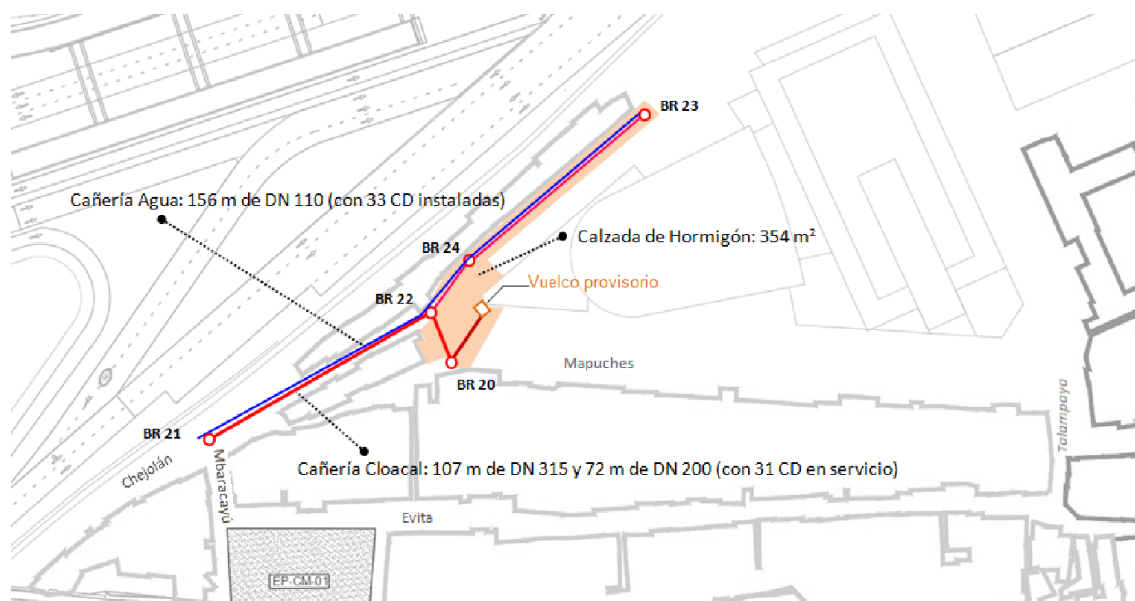 BR 23
Cañería Agua: 156 m de DN 110 (con 33 CD instaladas)
BR 24
Calzada de Hormigón: 354 m²
Vuelco provisorio
BR 22
Mapuches
BR 20
Talampaya
BR 21
Chejolán
Mbaracayú
Cañería Cloacal: 107 m de DN 315 y 72 m de DN 200 (con 31 CD en servicio)
Evita
EP-CM-01